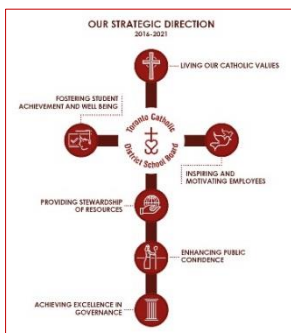 OUR STRATEGIC DIRECTION
2016-2021
LIVING OUR CATHOLIC VALUES
FOSTERING STUDENT
ACHIEVEMENT AND WELL BEING
Toronto Catholic
District School Board
INSPIRING AND
MOTIVATING EMPLOYEES
PROVIDING STEWARDSHIP
OF RESOURCES
ENHANCING PUBLIC
CONFIDENCE
ACHIEVING EXCELLENCE IN
GOVERNANCE